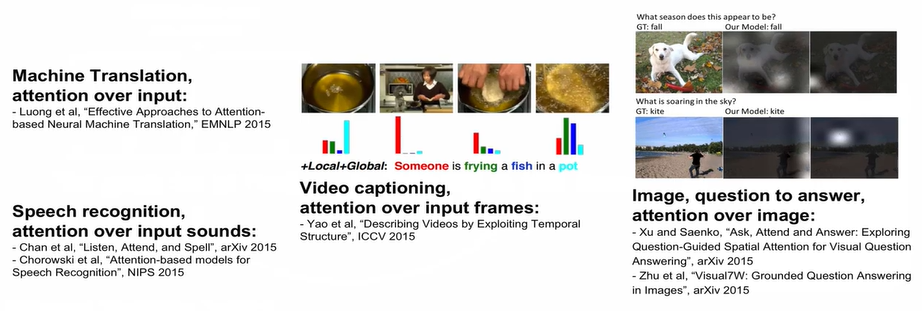 Machine Translation,
attention over input:
- Luong et al, “Effective Approaches to Attention-
based Neural Machine Translation,” EMNLP 2015
Speech recognition,
attention over input sounds:
- Chan et al, “Listen, Attend, and Spell”, arXiv 2015
- Chorowski et al, “Attention-based models for
Speech Recognition”, NIPS 2015
+Local+Global: Someone is frying a fish in a pot
Video captioning,
attention over input frames:
- Yao et al, “Describing Videos by Exploiting Temporal
Structure”, ICCV 2015
What season does this appear to be?
GT: fall Our Model: fall
What is soaring in the sky?
GT: kite Our Model: kite
Image, question to answer,
attention over image:
- Xu and Saenko, “Ask, Attend and Answer: Exploring
Question-Guided Spatial Attention for Visual Question
Answering”, arXiv 2015
- Zhu et al, “Visual7W: Grounded Question Answering
in Images”, arXiv 2015